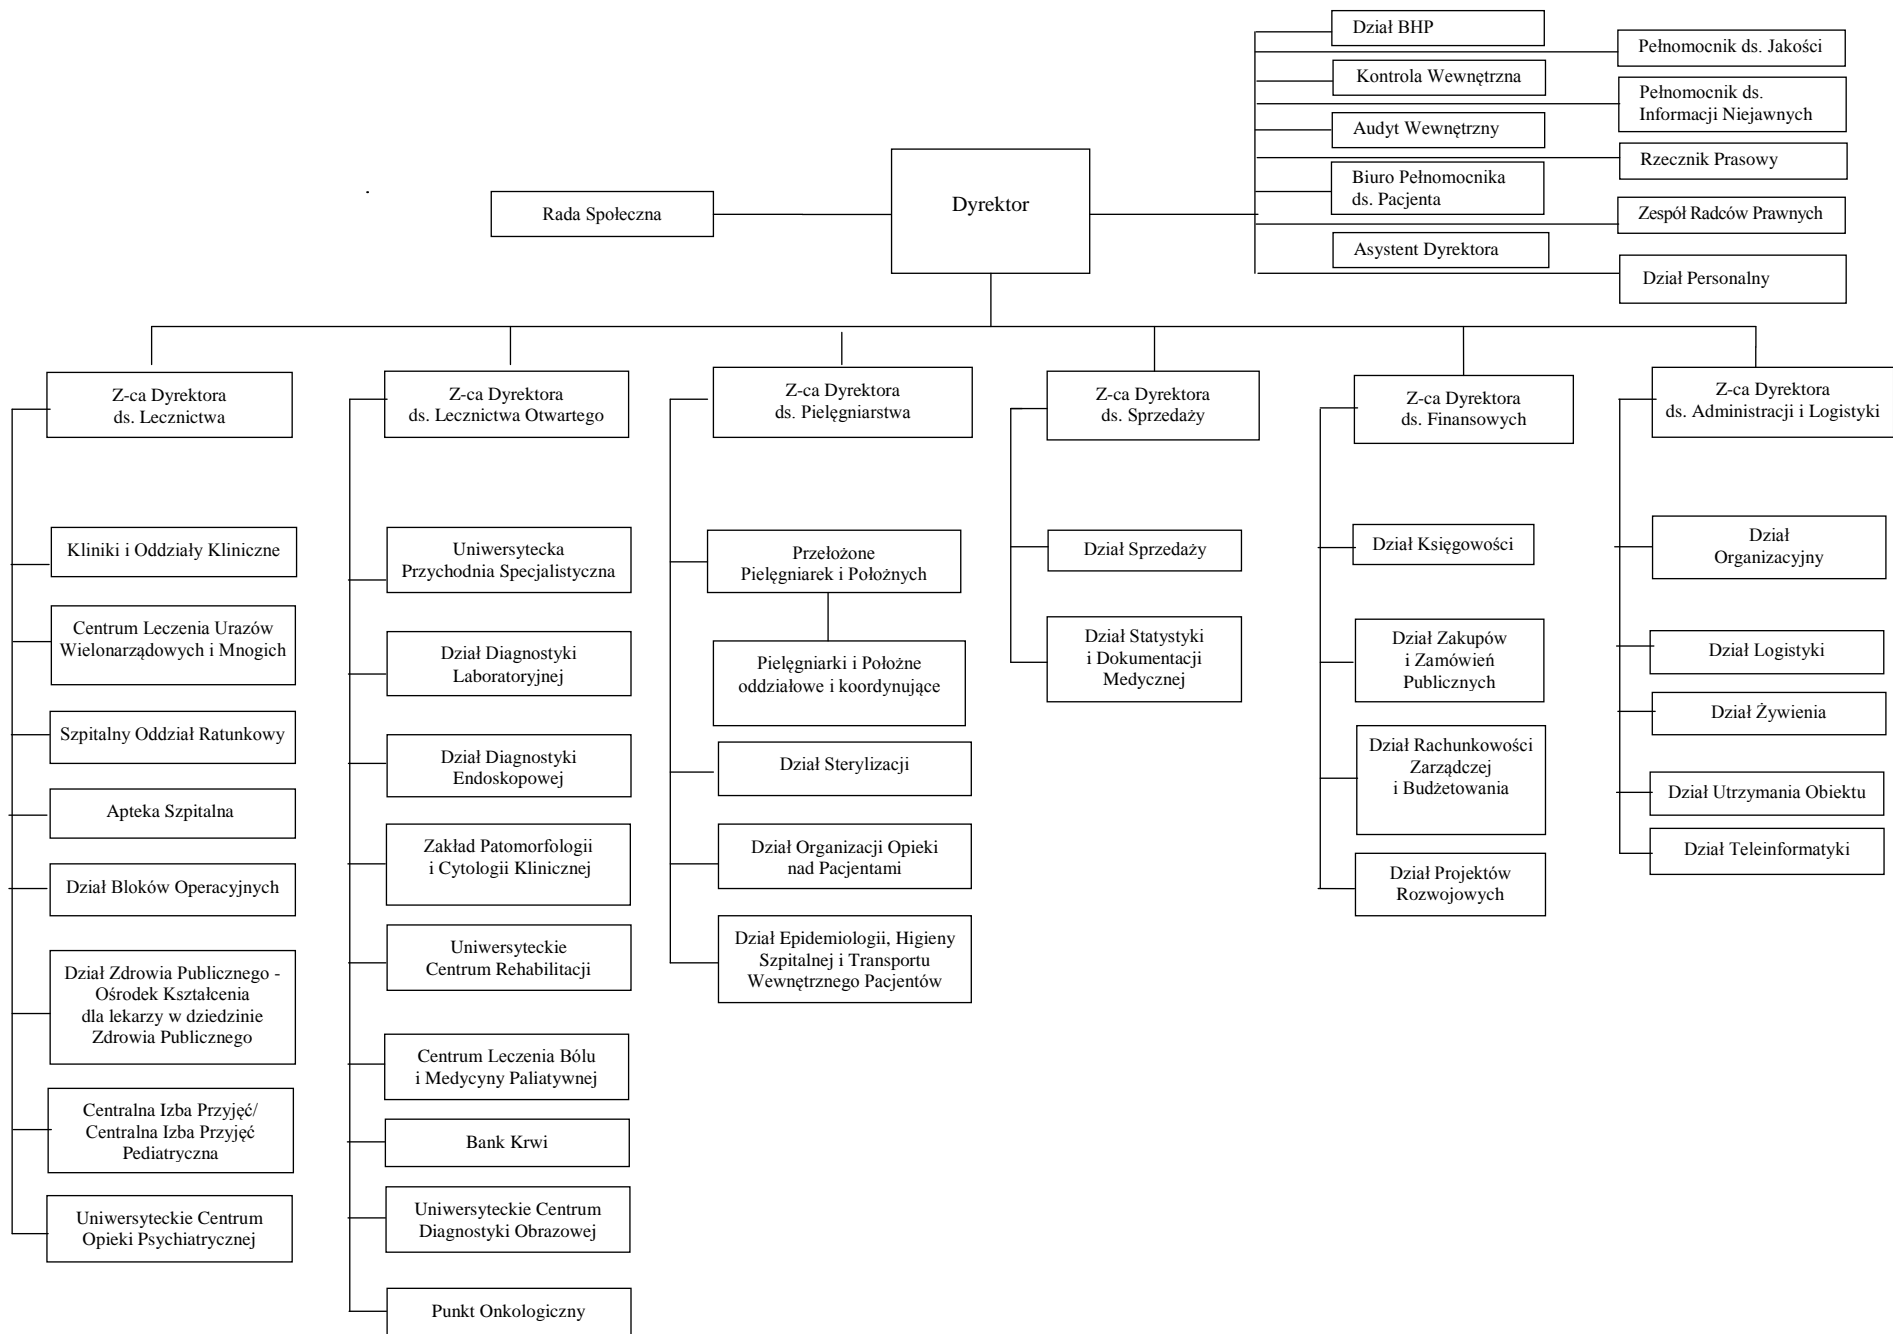 Dział BHP
Pełnomocnik ds. Jakości
Kontrola Wewnętrzna
Pełnomocnik ds.
Informacji Niejawnych
Audyt Wewnętrzny
Rzecznik Prasowy
Biuro Pełnomocnika
ds. Pacjenta
Zespół Radców Prawnych
Asystent Dyrektora
Dział Personalny
Rada Społeczna
Dyrektor
Z-ca Dyrektora
ds. Lecznictwa
Kliniki i Oddziały Kliniczne
Centrum Leczenia Urazów
Wielonarządowych i Mnogich
Szpitalny Oddział Ratunkowy
Apteka Szpitalna
Dział Bloków Operacyjnych
Dział Zdrowia Publicznego -
Ośrodek Kształcenia
dla lekarzy w dziedzinie
Zdrowia Publicznego
Centralna Izba Przyjęć/
Centralna Izba Przyjęć
Pediatryczna
Uniwersyteckie Centrum
Opieki Psychiatrycznej
Z-ca Dyrektora
ds. Lecznictwa Otwartego
Uniwersytecka
Przychodnia Specjalistyczna
Dział Diagnostyki
Laboratoryjnej
Dział Diagnostyki
Endoskopowej
Zakład Patomorfologii
i Cytologii Klinicznej
Uniwersyteckie
Centrum Rehabilitacji
Centrum Leczenia Bólu
i Medycyny Paliatywnej
Bank Krwi
Uniwersyteckie Centrum
Diagnostyki Obrazowej
Punkt Onkologiczny
Z-ca Dyrektora
ds. Pielęgniarstwa
Przełożone
Pielęgniarek i Położnych
Pielęgniarki i Położne
oddziałowe i koordynujące
Dział Sterylizacji
Dział Organizacji Opieki
nad Pacjentami
Dział Epidemiologii, Higieny
Szpitalnej i Transportu
Wewnętrznego Pacjentów
Z-ca Dyrektora
ds. Sprzedaży
Dział Sprzedaży
Dział Statystyki
i Dokumentacji
Medycznej
Z-ca Dyrektora
ds. Finansowych
Dział Księgowości
Dział Zakupów
i Zamówień
Publicznych
Dział Rachunkowości
Zarządczej
i Budżetowania
Dział Projektów
Rozwojowych
Z-ca Dyrektora
ds. Administracji i Logistyki
Dział
Organizacyjny
Dział Logistyki
Dział Żywienia
Dział Utrzymania Obiektu
Dział Teleinformatyki